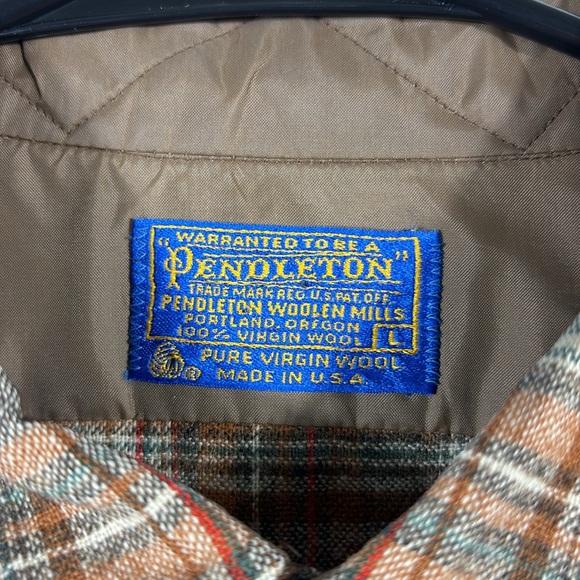 WARRANTED TO BE A
"PENDLETON"
TRADE MARK REG. U.S. PAT. OFF.
PENDLETON WOOLEN MILLS
PORTLAND, OREGON
100% VIRGIN WOOL L
PURE VIRGIN WOOL
® MADE IN U.S.A.